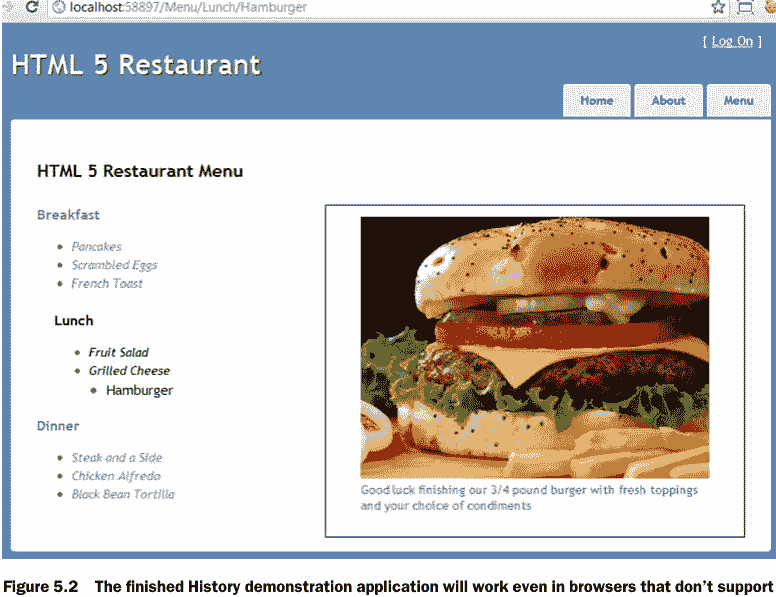 localhost:58897/Menu/Lunch/Hamburger
[ Log On ]
HTML 5 Restaurant
Home About Menu
HTML 5 Restaurant Menu
Breakfast
Pancakes
Scrambled Eggs
French Toast
Lunch
Fruit Salad
Grilled Cheese
Hamburger
Dinner
Steak and a Side
Chicken Alfredo
Black Bean Tortilla
Good luck finishing our 3/4 pound burger with fresh toppings
and your choice of condiments
Figure 5.2 The finished History demonstration application will work even in browsers that don't support